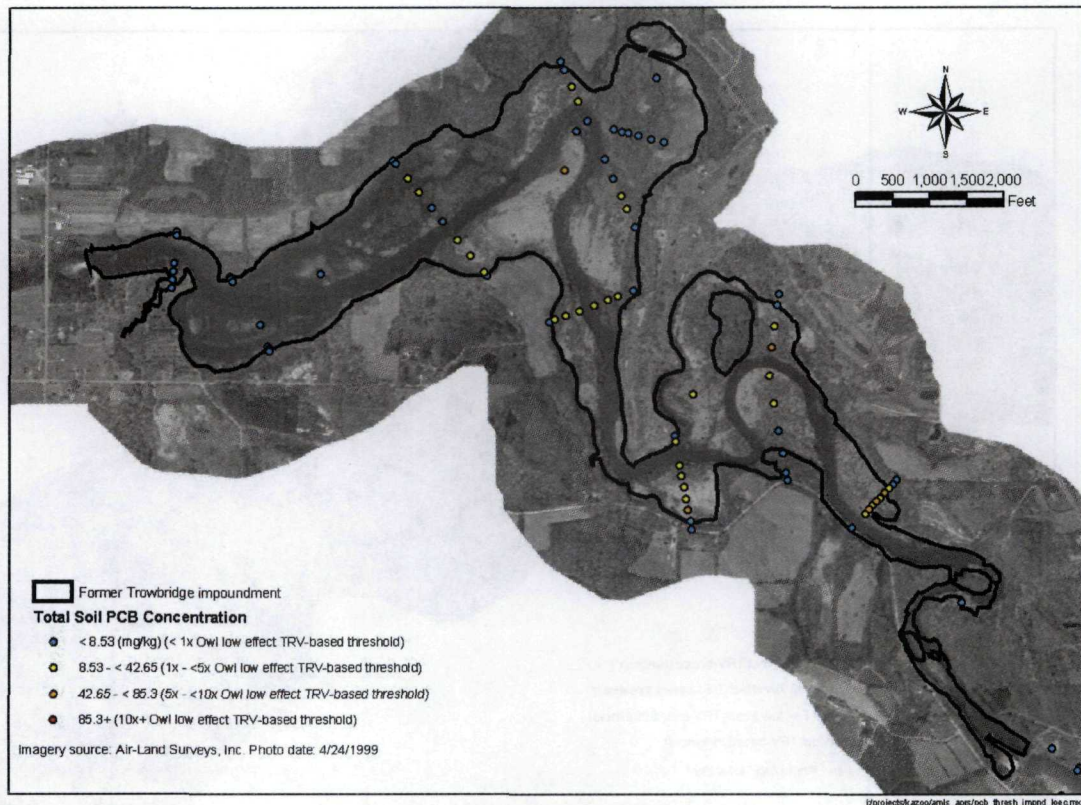 N
W E
S
0 500 1,000 1,500 2,000
Feet
Former Trowbridge impoundment
Total Soil PCB Concentration
< 8.53 (mg/kg) (< 1x Owl low effect TRV-based threshold)
8.53 - < 42.65 (1x - <5x Owl low effect TRV-based threshold)
42.65 - < 85.3 (5x - <10x Owl low effect TRV-based threshold)
85.3+ (10x+ Owl low effect TRV-based threshold)
Imagery source: Air-Land Surveys, Inc. Photo date: 4/24/1999